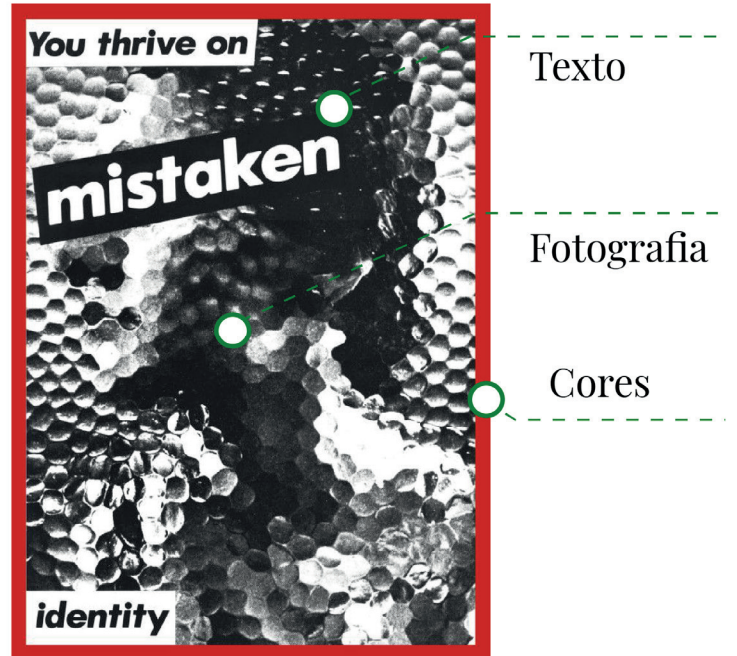 You thrive on
Texto
mistaken
Fotografia
Cores
identity